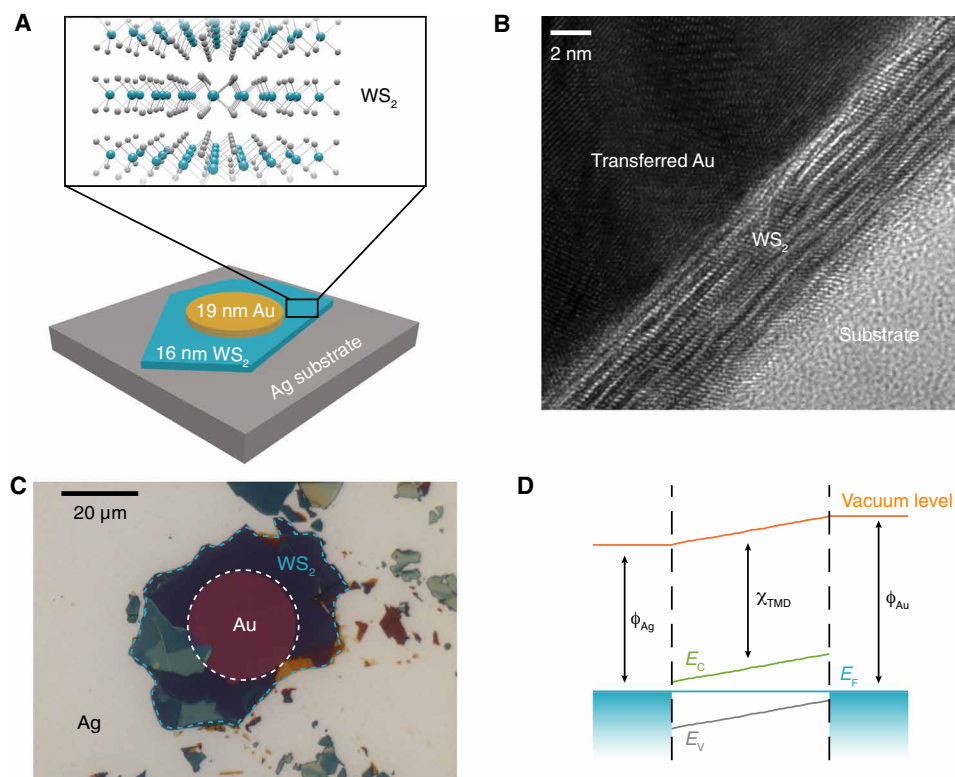 A
WS₂
19 nm Au
16 nm WS₂
Ag substrate
B
2 nm
Transferred Au
WS₂
Substrate
C
20 μm
WS₂
Au
Ag
D
Vacuum level
ϕAg
χTMD
ϕAu
EC
EF
EV